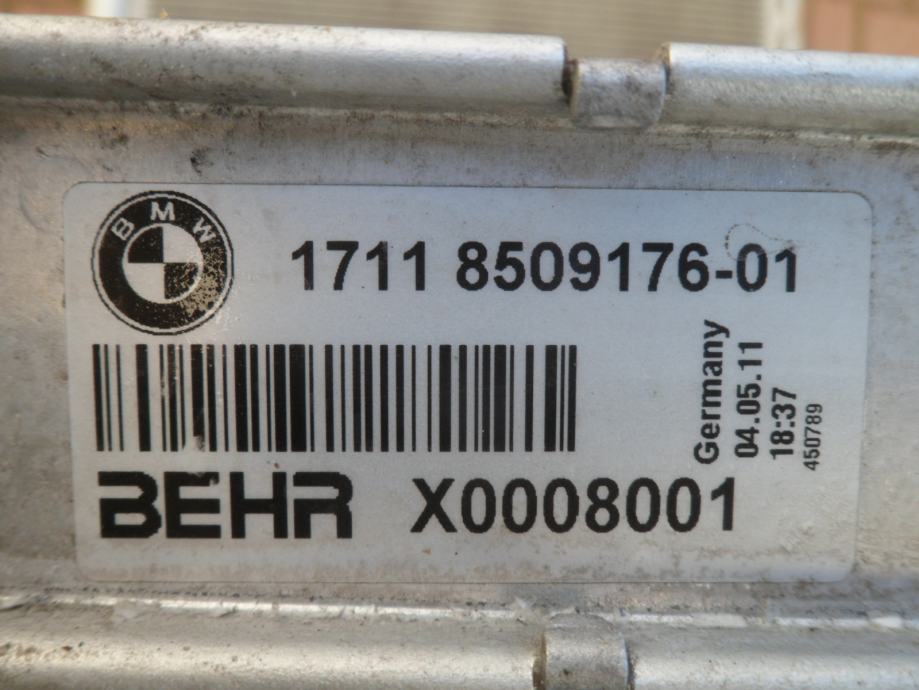 BMW
1711 8509176-01
Germany
04.05.11
18:37
450789
BEHR X0008001